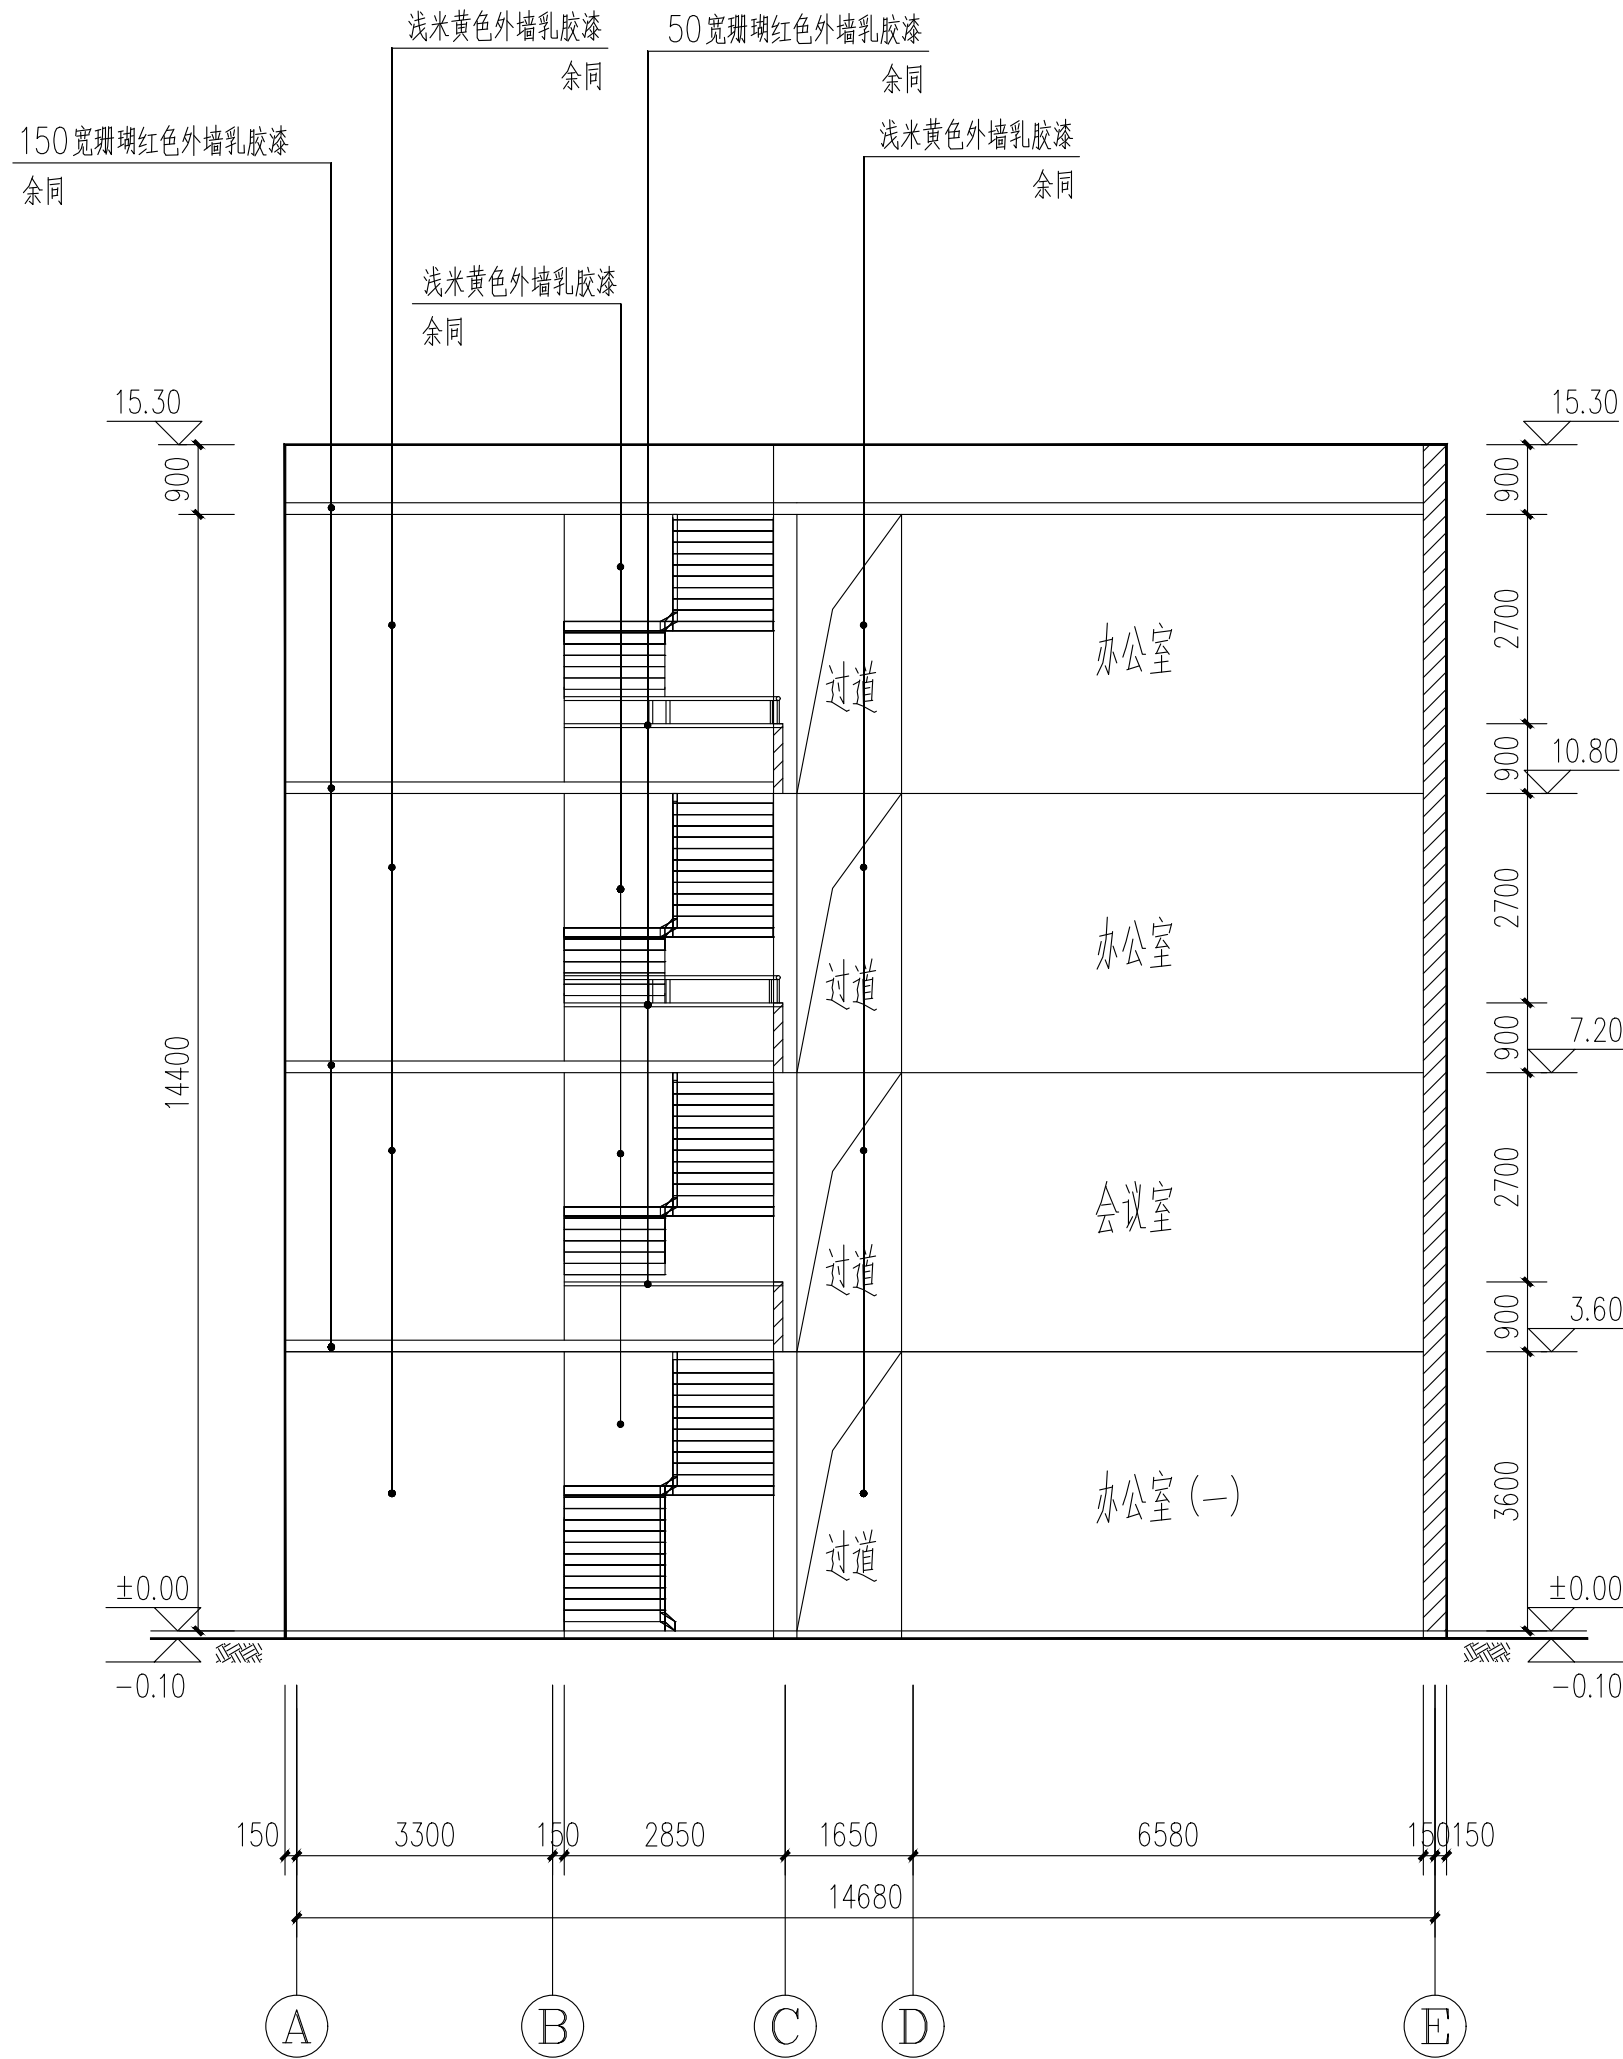 浅米黄色外墙乳胶漆
余同
50宽珊瑚红色外墙乳胶漆
余同
150宽珊瑚红色外墙乳胶漆
余同
浅米黄色外墙乳胶漆
余同
浅米黄色外墙乳胶漆
余同
15.30
15.30
900
900
办公室
过道
2700
900
10.80
办公室
过道
2700
900
7.20
14400
会议室
过道
2700
900
3.60
办公室(一)
过道
3600
±0.00
±0.00
-0.10
-0.10
150
3300
150
2850
1650
6580
150
150
14680
A
B
C
D
E